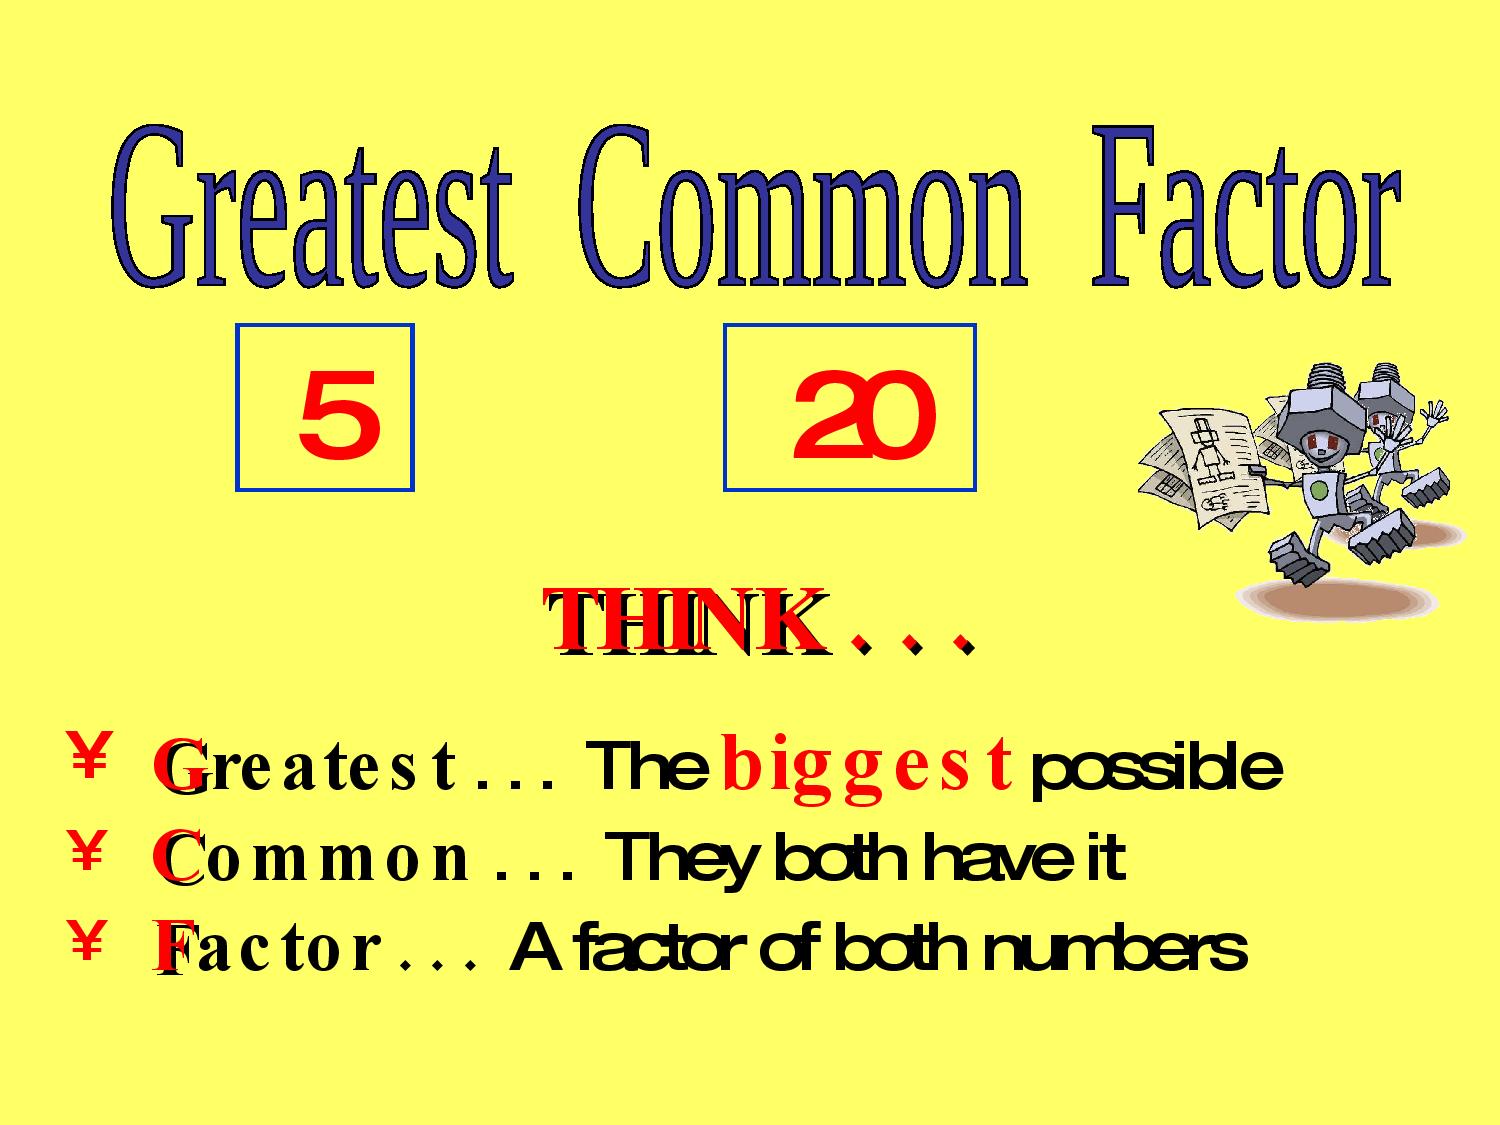 Greatest Common Factor
5 20
THINK . . .
¥ Greatest . . . The biggest possible
¥ Common . . . They both have it
¥ Factor . . . A factor of both numbers